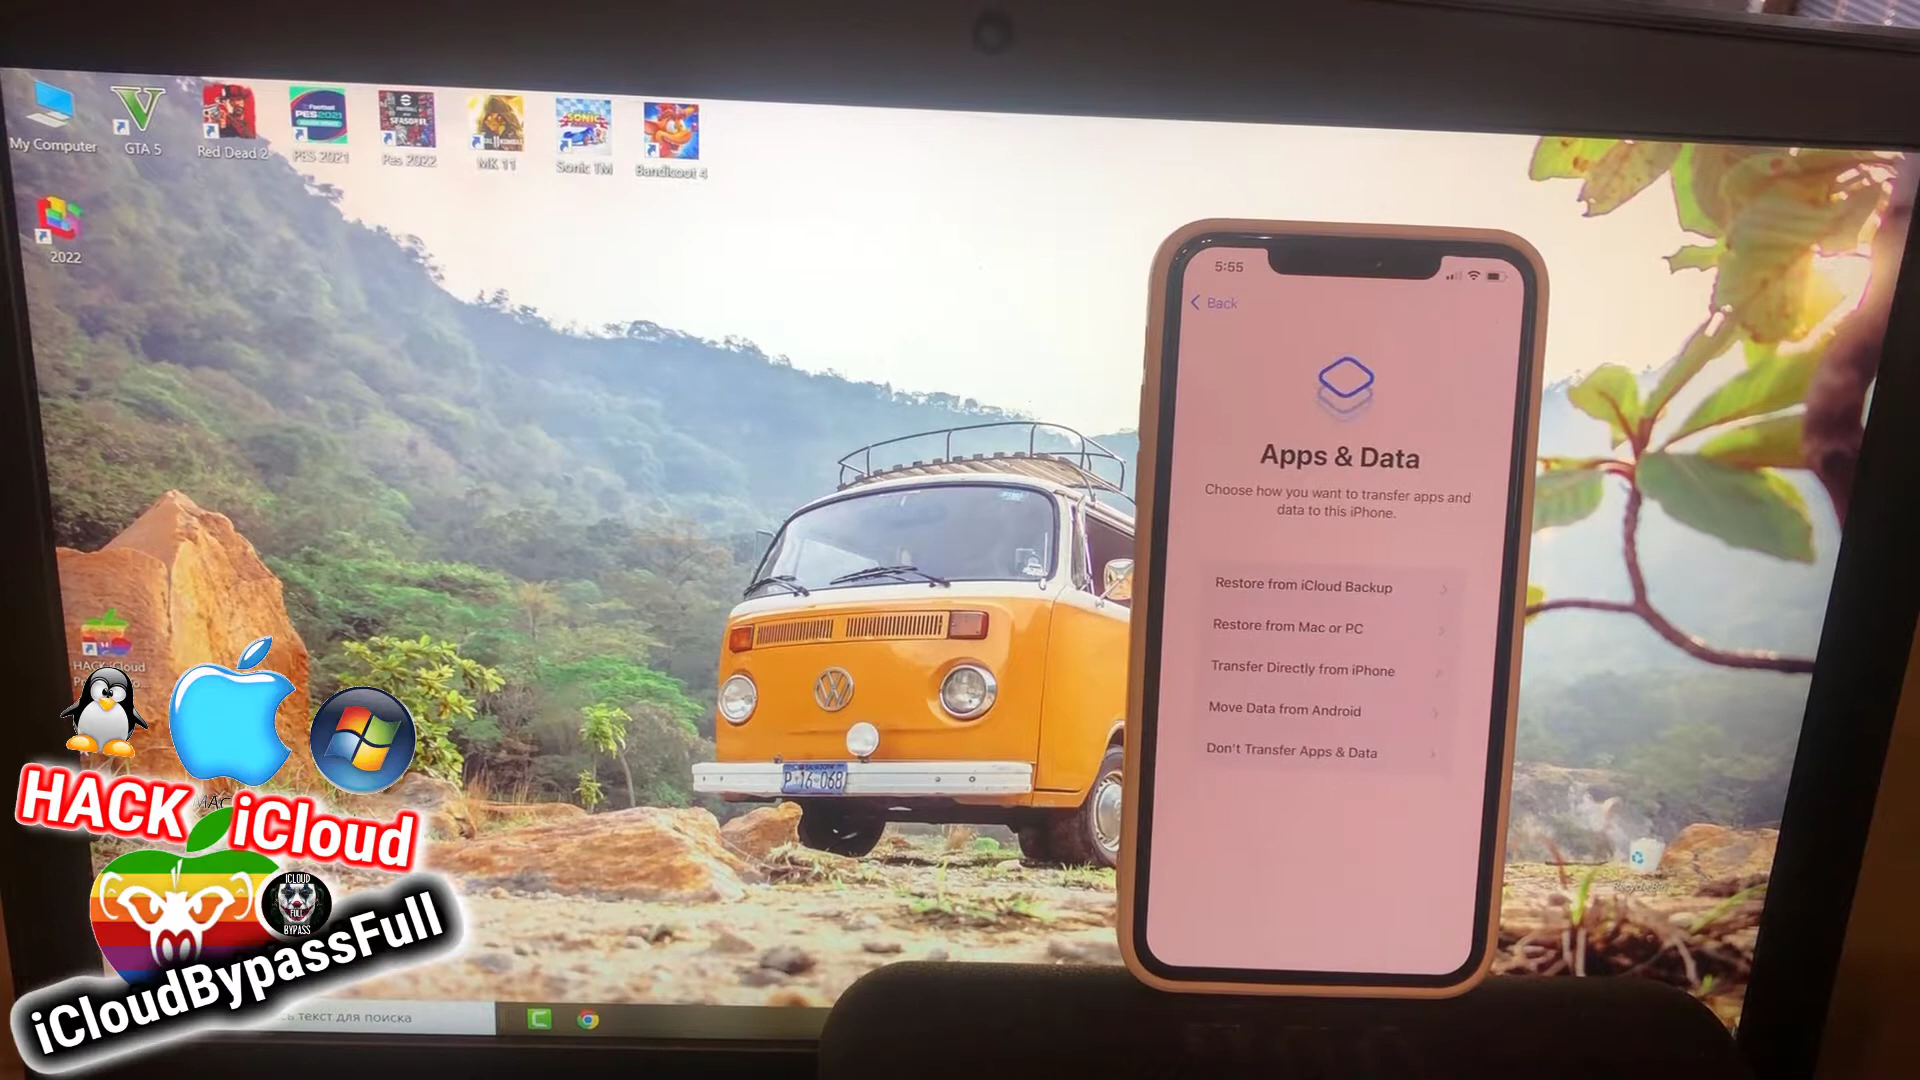 My Computer
GTA 5
Red Dead 2
PES 2021
Pes 2022
MK 11
Sonic TM
Bandikoot 4
2022
HACK iCloud
HACK iCloud
iCLOUD
FULL
BYPASS
iCloudBypassFull
текст для поиска
P-16-068
Recycle Bin
5:55
Back
Apps & Data
Choose how you want to transfer apps and
data to this iPhone.
Restore from iCloud Backup
Restore from Mac or PC
Transfer Directly from iPhone
Move Data from Android
Don't Transfer Apps & Data